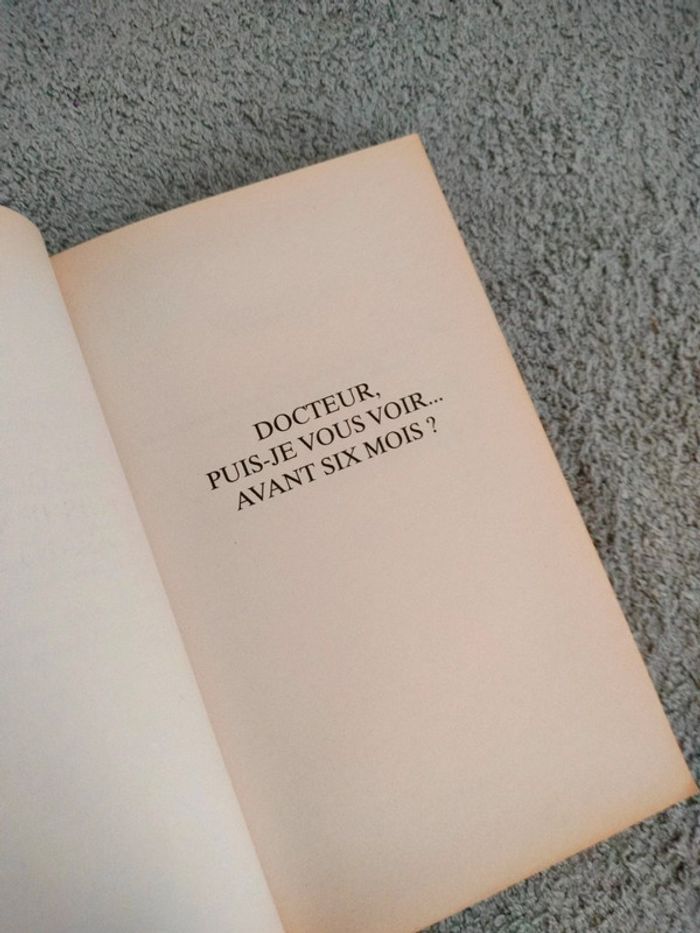 DOCTEUR,
PUIS-JE VOUS VOIR...
AVANT SIX MOIS ?